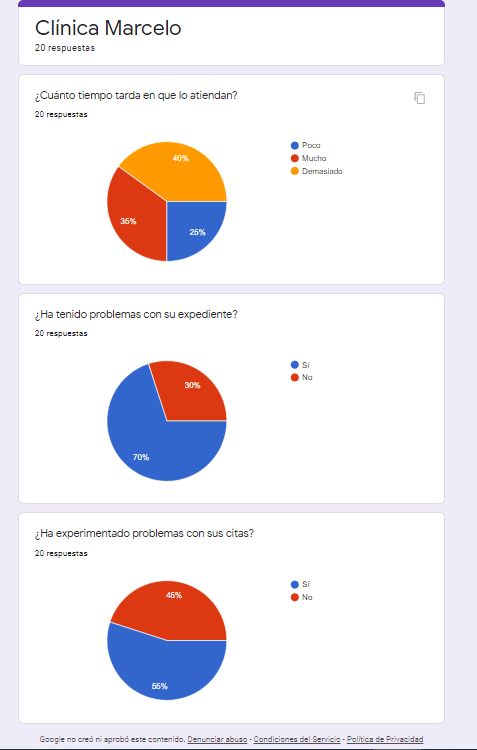 Clínica Marcelo
20 respuestas
¿Cuánto tiempo tarda en que lo atiendan?
20 respuestas
Poco
Mucho
Demasiado
40%
35%
25%
¿Ha tenido problemas con su expediente?
20 respuestas
Sí
No
30%
70%
¿Ha experimentado problemas con sus citas?
20 respuestas
Sí
No
45%
55%
Google no creó ni aprobó este contenido. Denunciar abuso - Condiciones del Servicio - Política de Privacidad